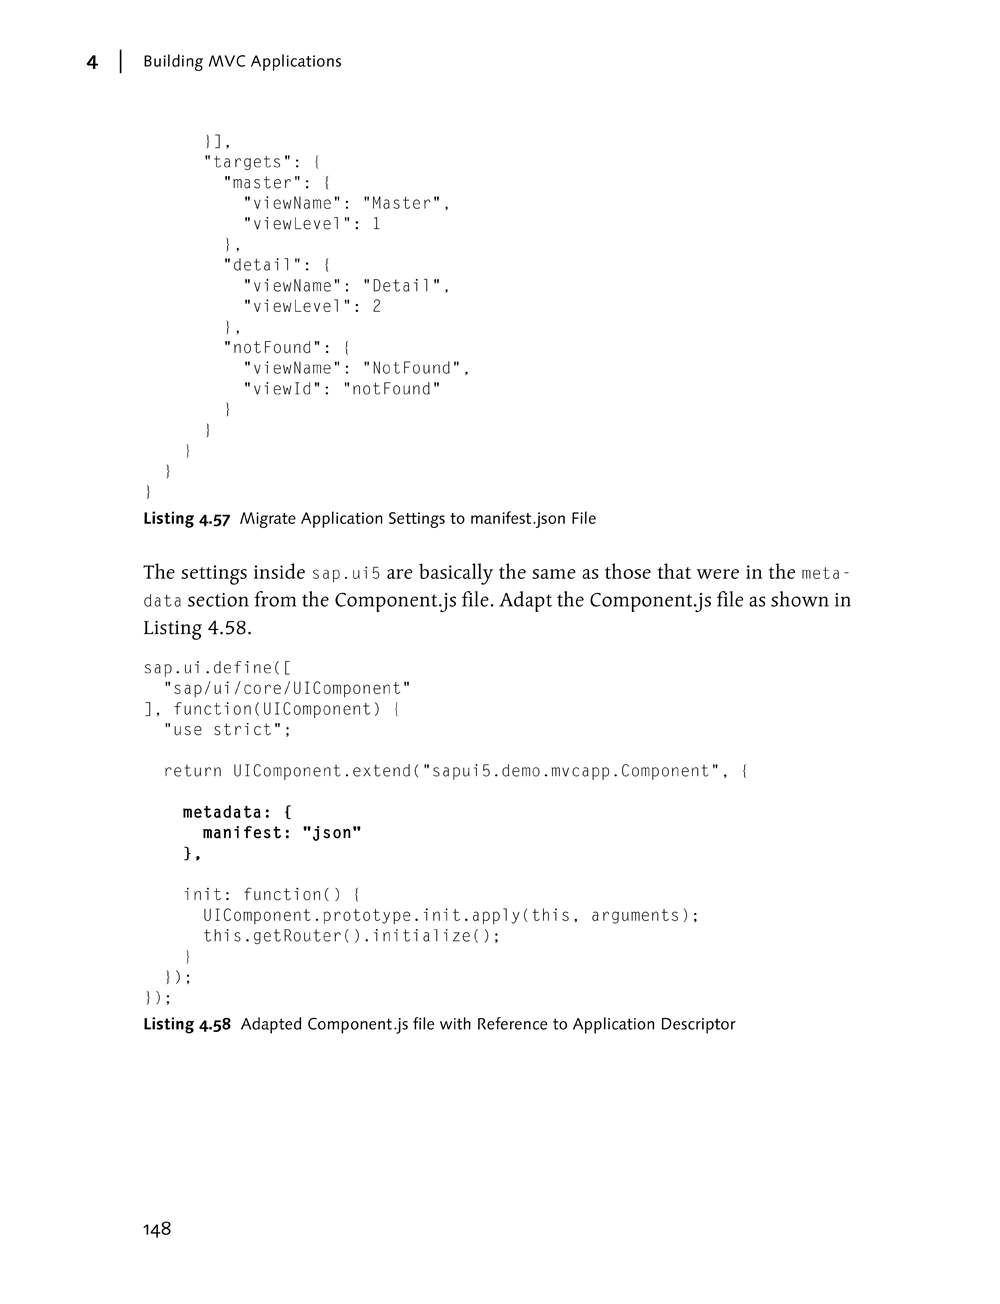 4 | Building MVC Applications
      }],
      "targets": {
        "master": {
          "viewName": "Master",
          "viewLevel": 1
        },
        "detail": {
          "viewName": "Detail",
          "viewLevel": 2
        },
        "notFound": {
          "viewName": "NotFound",
          "viewId": "notFound"
        }
      }
    }
  }
}
Listing 4.57 Migrate Application Settings to manifest.json File
The settings inside sap.ui5 are basically the same as those that were in the meta-
data section from the Component.js file. Adapt the Component.js file as shown in
Listing 4.58.
sap.ui.define([
  "sap/ui/core/UIComponent"
], function(UIComponent) {
  "use strict";
  return UIComponent.extend("sapui5.demo.mvcapp.Component", {
    metadata: {
      manifest: "json"
    },
    init: function() {
      UIComponent.prototype.init.apply(this, arguments);
      this.getRouter().initialize();
    }
  });
});
Listing 4.58 Adapted Component.js file with Reference to Application Descriptor
148